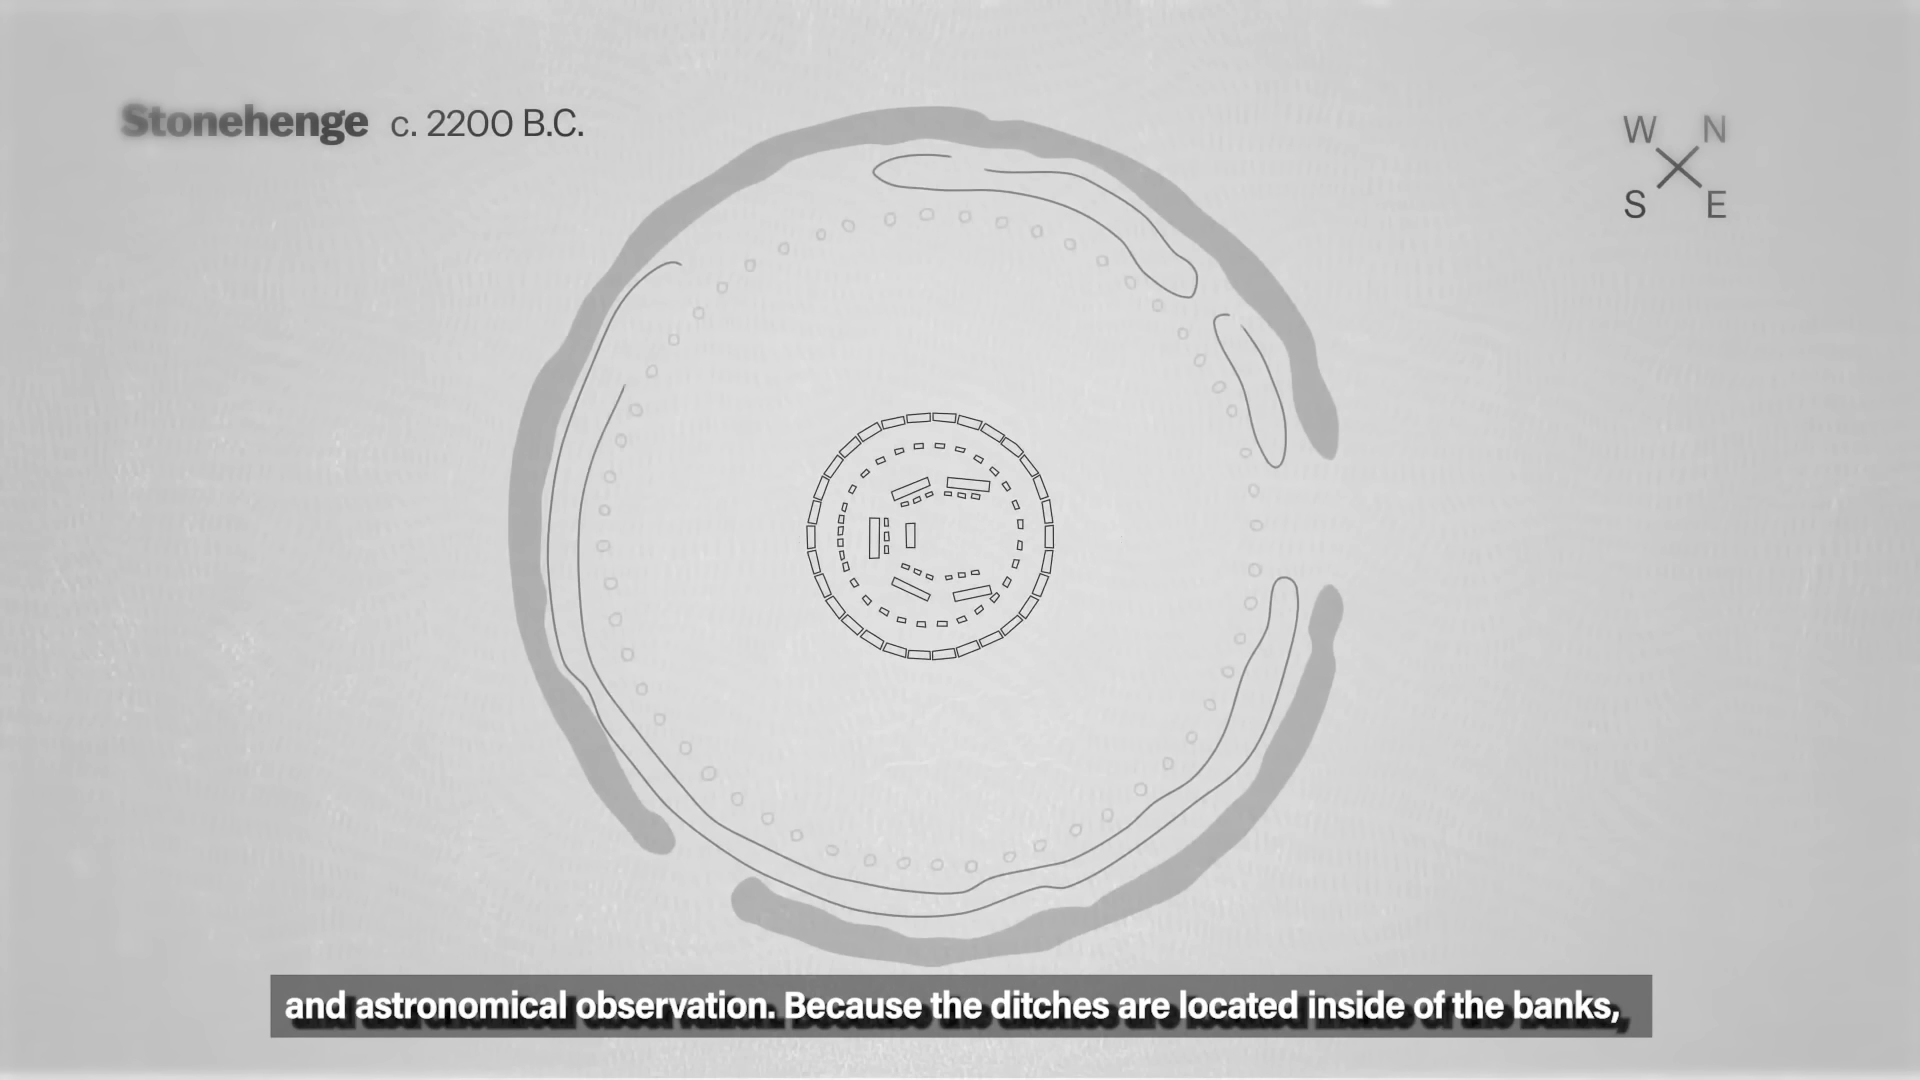 Stonehenge c. 2200 B.C.
W N
S E
and astronomical observation. Because the ditches are located inside of the banks,